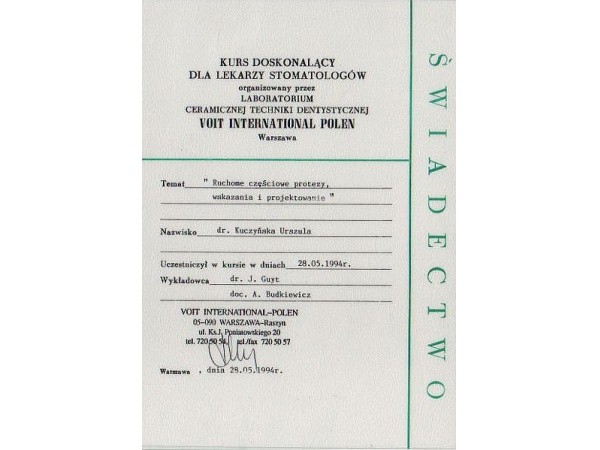 KURS DOSKONALĄCY
DLA LEKARZY STOMATOLOGÓW
organizowany przez
LABORATORIUM
CERAMICZNEJ TECHNIKI DENTYSTYCZNEJ
VOIT INTERNATIONAL POLEN
Warszawa
Temat " Ruchome częściowe protezy,
wskazania i projektowanie "
Nazwisko dr. Kuczyńska Urszula
Uczestniczył w kursie w dniach 28.05.1994r.
Wykładowca dr. J. Guyt
doc. A. Budkiewicz
VOIT INTERNATIONAL-POLEN
05-090 WARSZAWA-Raszyn
ul. Ks.J. Poniatowskiego 20
tel. 720 50 54, tel./fax 720 50 57
Warszawa , dnia 28.05.1994r.
ŚWIADECTWO